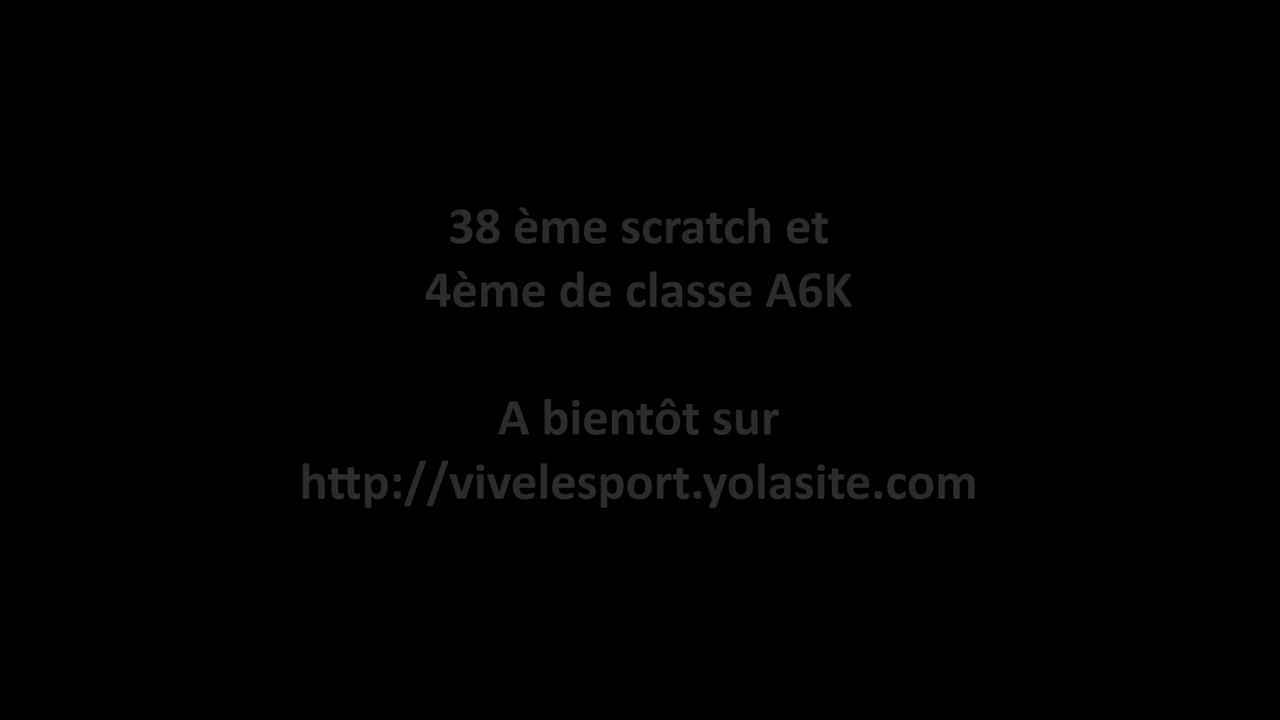 38 ème scratch et
4ème de classe A6K
A bientôt sur
http://vivelesport.yolasite.com